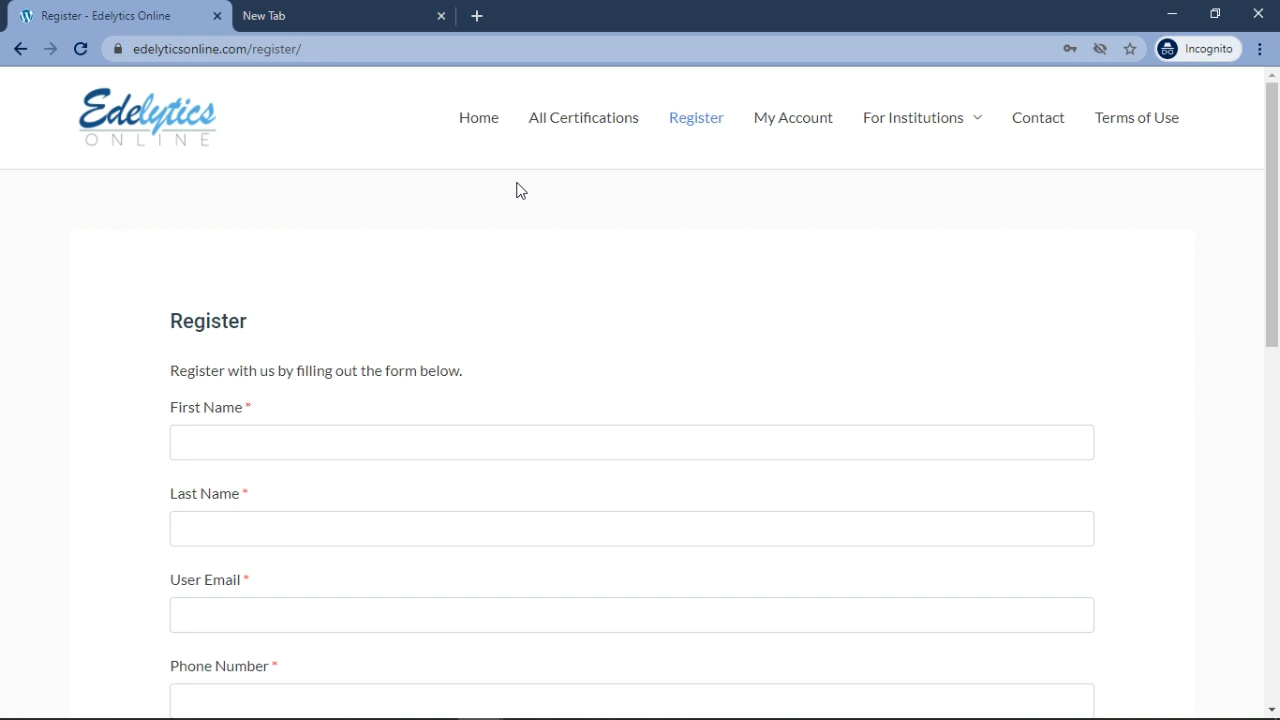 Register - Edelytics Online
New Tab
edelyticsonline.com/register/
Incognito
Edelytics
ONLINE
Home
All Certifications
Register
My Account
For Institutions
Contact
Terms of Use
Register
Register with us by filling out the form below.
First Name *
Last Name *
User Email *
Phone Number *